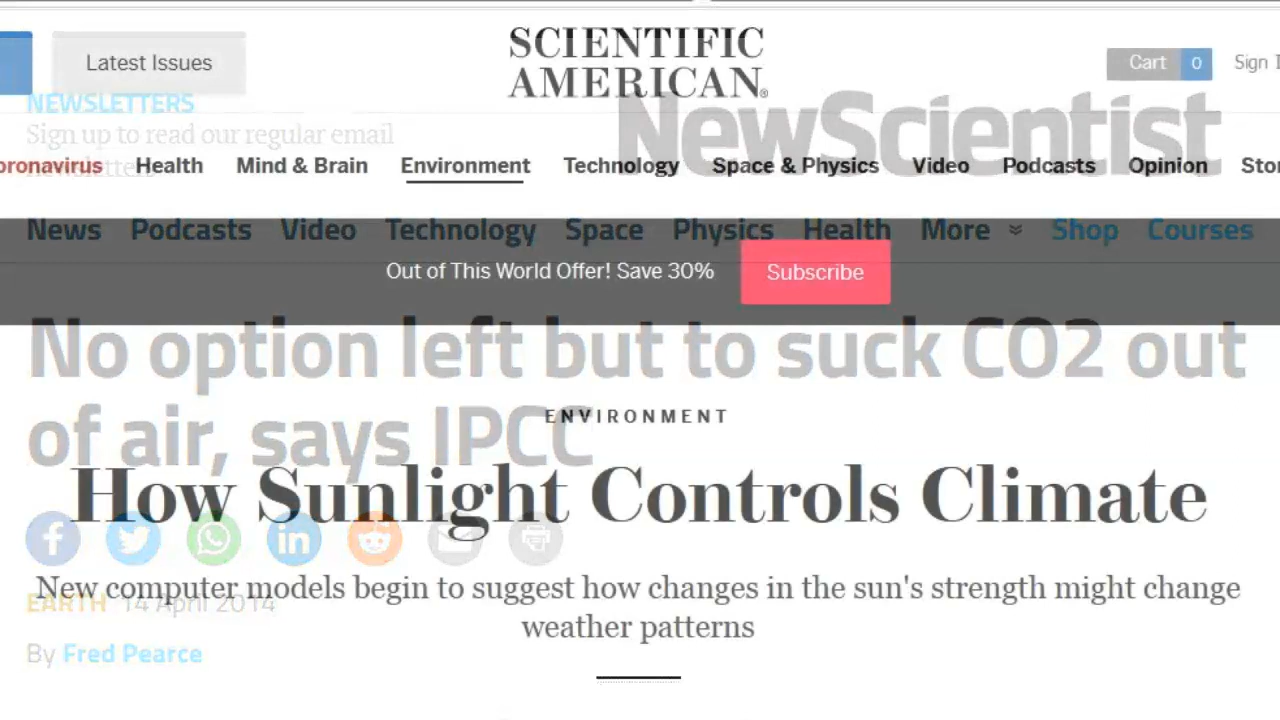 Latest Issues
SCIENTIFIC
AMERICAN®
Cart 0
Sign
NEWSLETTERS
Sign up to read our regular email
newsletters
NewScientist
oronavirus Health Mind & Brain Environment Technology Space & Physics Video Podcasts Opinion Stor
News Podcasts Video Technology Space Physics Health More Shop Courses
Out of This World Offer! Save 30% Subscribe
No option left but to suck CO2 out
of air, says IPCC
ENVIRONMENT
How Sunlight Controls Climate
New computer models begin to suggest how changes in the sun's strength might change
weather patterns
EARTH 14 April 2014
By Fred Pearce